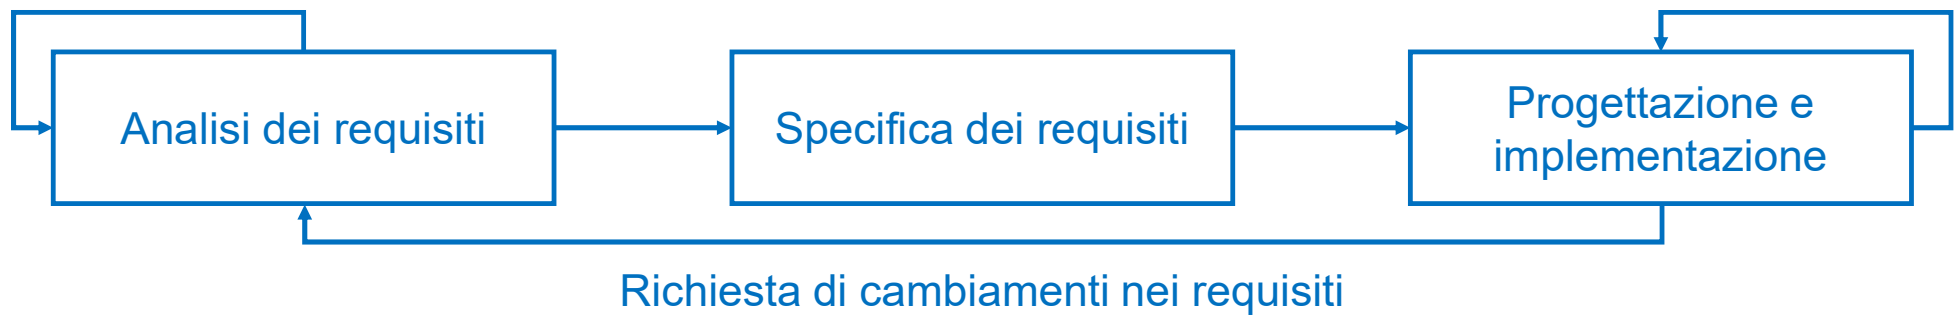 Analisi dei requisiti
Specifica dei requisiti
Progettazione e
implementazione
Richiesta di cambiamenti nei requisiti